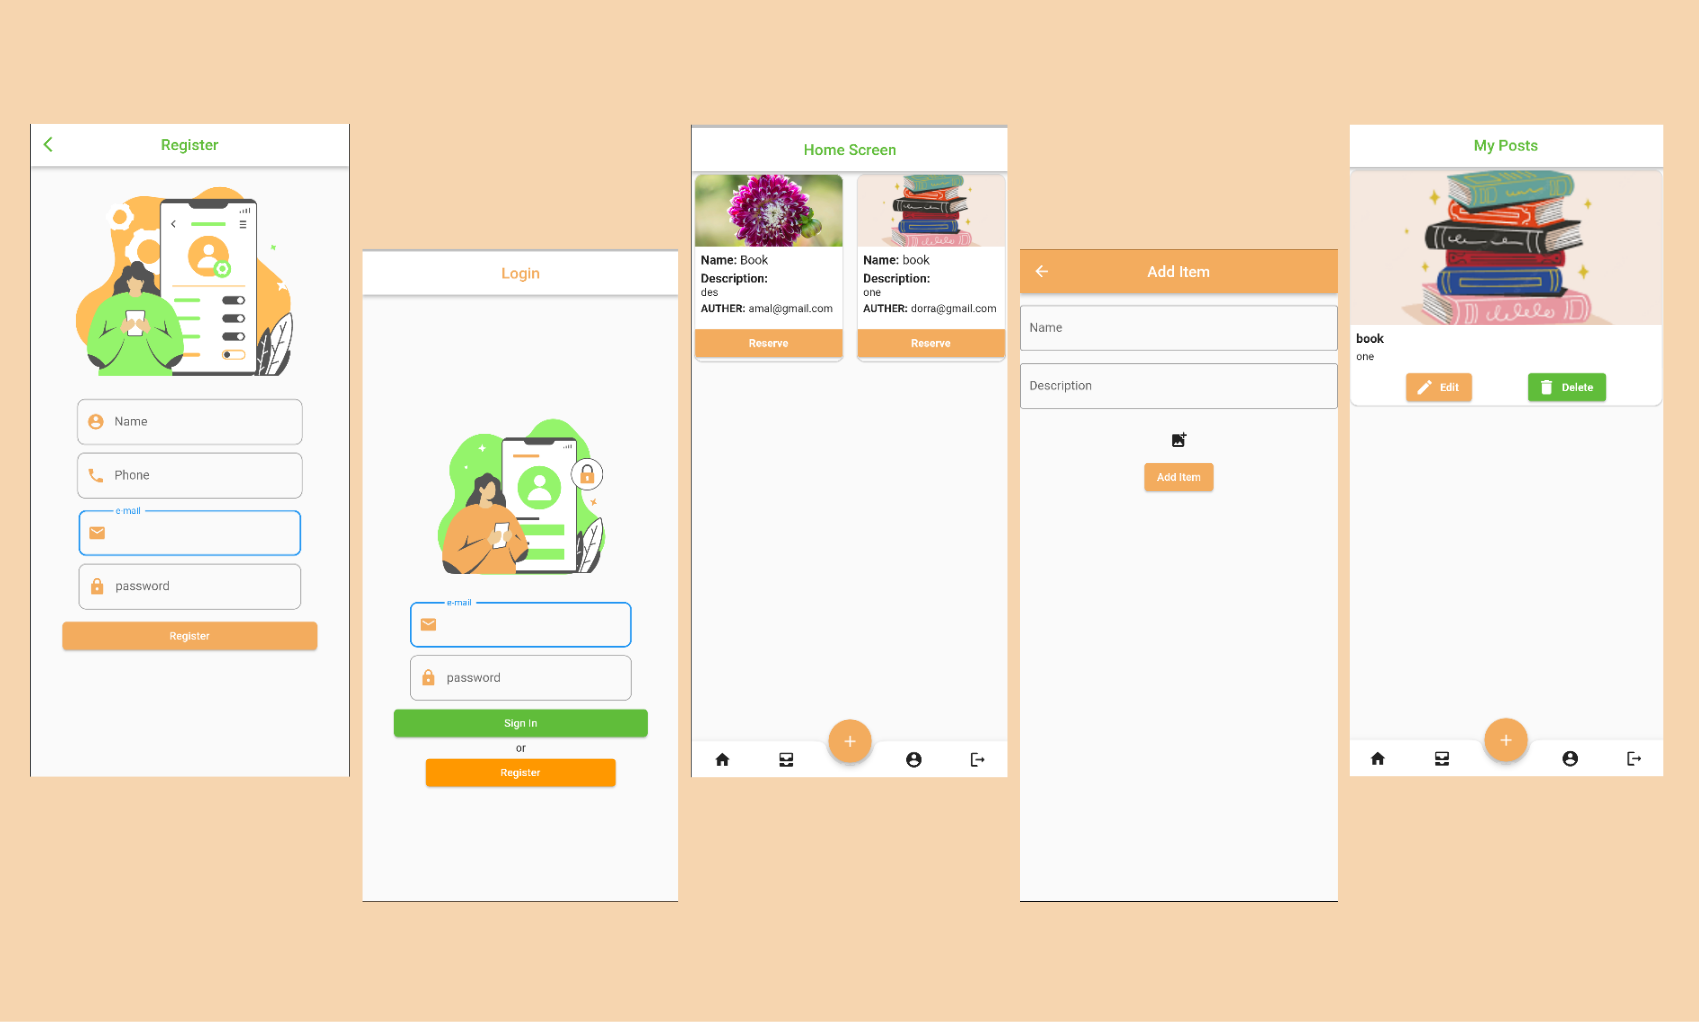 Register
Name
Phone
e-mail
password
Register
Login
e-mail
password
Sign In
or
Register
Home Screen
Name: Book
Description:
des
AUTHER: amal@gmail.com
Reserve
Name: book
Description:
one
AUTHER: dorra@gmail.com
Reserve
Add Item
Name
Description
Add Item
My Posts
book
one
Edit
Delete